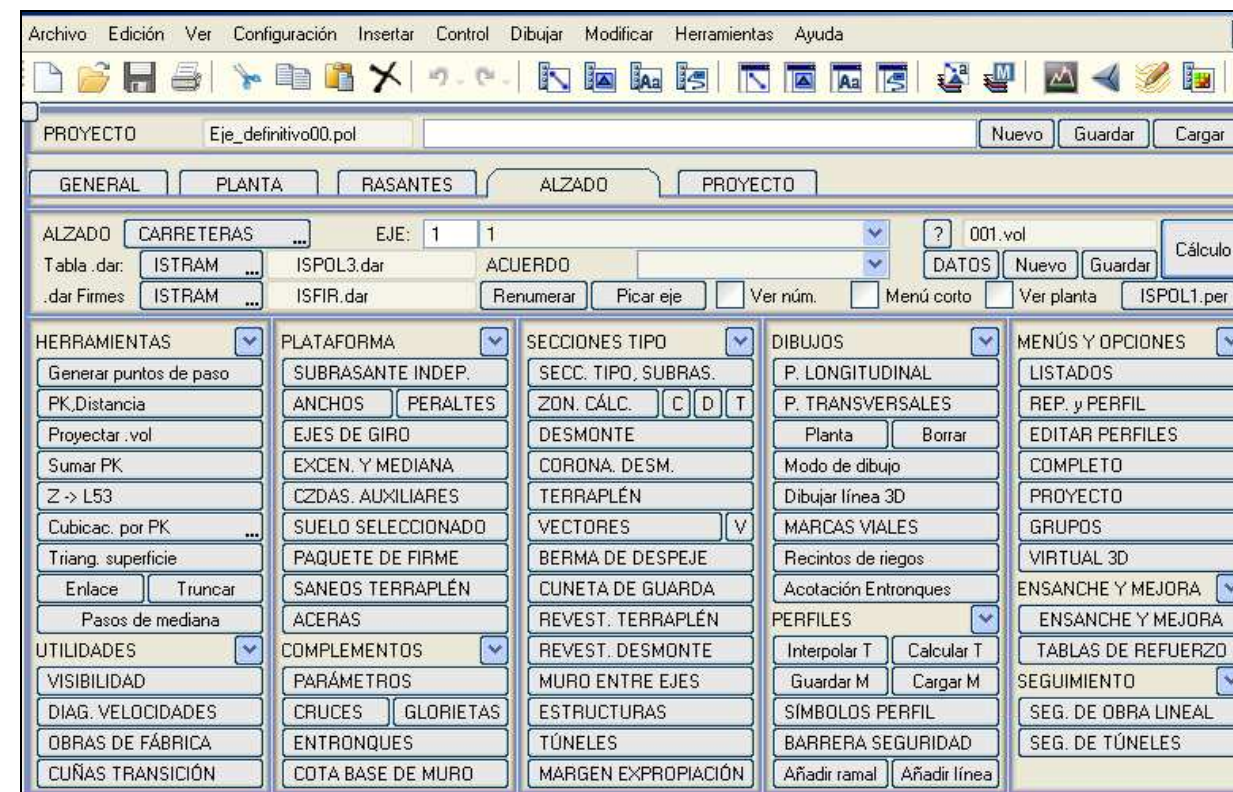 Archivo Edición Ver Configuración Insertar Control Dibujar Modificar Herramientas Ayuda
PROYECTO Eje_definitivo00.pol Nuevo Guardar Cargar
GENERAL PLANTA RASANTES ALZADO PROYECTO
ALZADO CARRETERAS ... EJE: 1 1 ? 001.vol Cálculo
Tabla .dar: ISTRAM ... ISPOL3.dar ACUERDO DATOS Nuevo Guardar
.dar Firmes ISTRAM ... ISFIR.dar Renumerar Picar eje Ver núm. Menú corto Ver planta ISPOL1.per
HERRAMIENTAS
Generar puntos de paso
PK,Distancia
Proyectar .vol
Sumar PK
Z -> L53
Cubicac. por PK ...
Triang. superficie
Enlace Truncar
Pasos de mediana
UTILIDADES
VISIBILIDAD
DIAG. VELOCIDADES
OBRAS DE FÁBRICA
CUÑAS TRANSICIÓN
PLATAFORMA
SUBRASANTE INDEP.
ANCHOS PERALTES
EJES DE GIRO
EXCEN. Y MEDIANA
CZDAS. AUXILIARES
SUELO SELECCIONADO
PAQUETE DE FIRME
SANEOS TERRAPLÉN
ACERAS
COMPLEMENTOS
PARÁMETROS
CRUCES GLORIETAS
ENTRONQUES
COTA BASE DE MURO
SECCIONES TIPO
SECC. TIPO, SUBRAS.
ZON. CÁLC. C D T
DESMONTE
CORONA. DESM.
TERRAPLÉN
VECTORES V
BERMA DE DESPEJE
CUNETA DE GUARDA
REVEST. TERRAPLÉN
REVEST. DESMONTE
MURO ENTRE EJES
ESTRUCTURAS
TÚNELES
MARGEN EXPROPIACIÓN
DIBUJOS
P. LONGITUDINAL
P. TRANSVERSALES
Planta Borrar
Modo de dibujo
Dibujar línea 3D
MARCAS VIALES
Recintos de riegos
Acotación Entronques
PERFILES
Interpolar T Calcular T
Guardar M Cargar M
SÍMBOLOS PERFIL
BARRERA SEGURIDAD
Añadir ramal Añadir línea
MENÚS Y OPCIONES
LISTADOS
REP. y PERFIL
EDITAR PERFILES
COMPLETO
PROYECTO
GRUPOS
VIRTUAL 3D
ENSANCHE Y MEJORA
ENSANCHE Y MEJORA
TABLAS DE REFUERZO
SEGUIMIENTO
SEG. DE OBRA LINEAL
SEG. DE TÚNELES